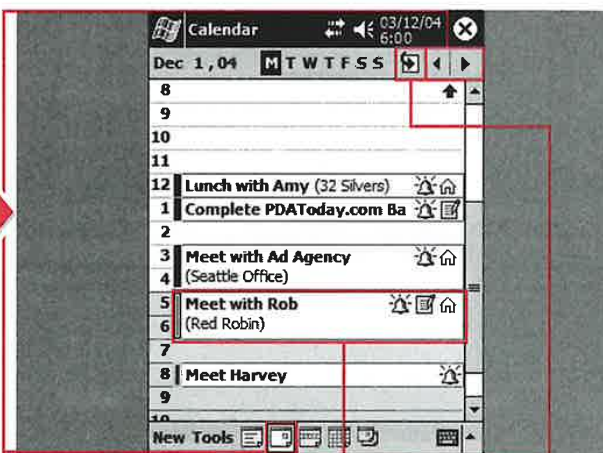 Calendar 03/12/04
6:00
Dec 1,04 M T W T F S S
8
9
10
11
12 Lunch with Amy (32 Silvers)
1 Complete PDAToday.com Ba
2
3 Meet with Ad Agency
4 (Seattle Office)
5 Meet with Rob
6 (Red Robin)
7
8 Meet Harvey
9
10
New Tools